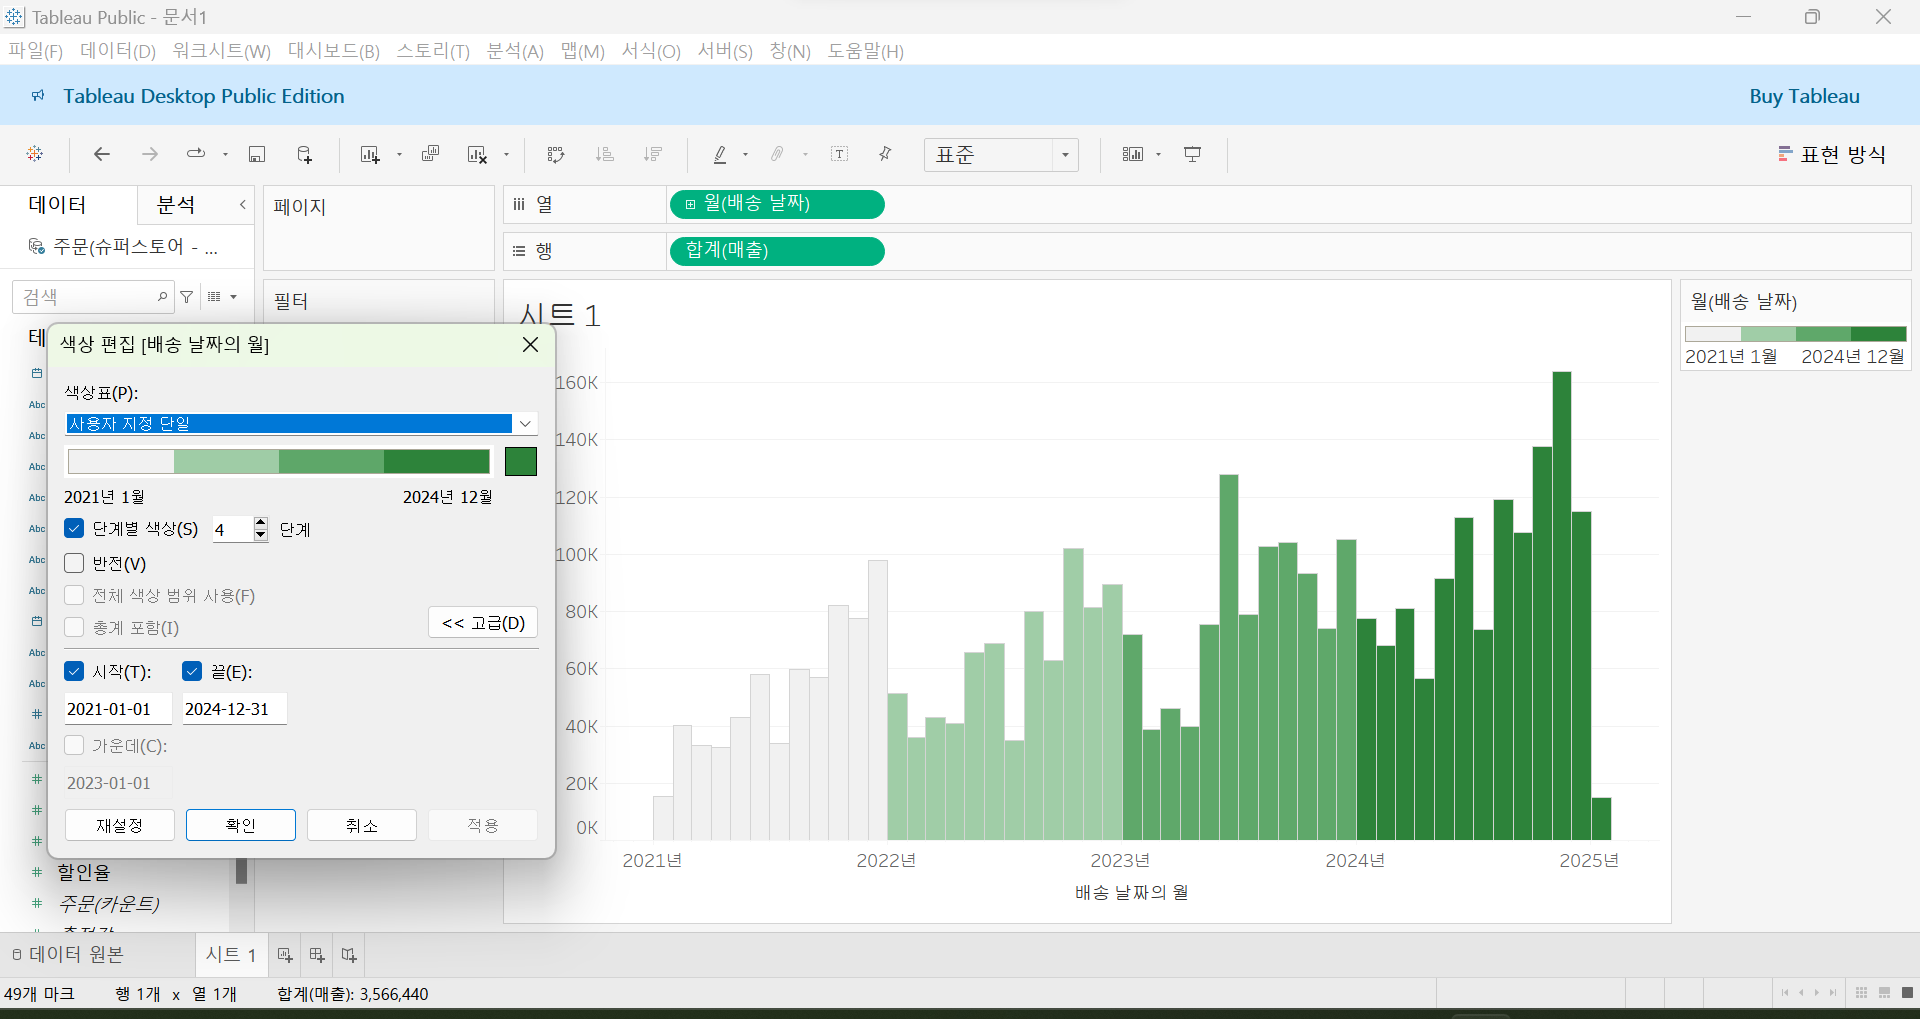 Tableau Public - 문서1
파일(F) 데이터(D) 워크시트(W) 대시보드(B) 스토리(T) 분석(A) 맵(M) 서식(O) 서버(S) 창(N) 도움말(H)
Tableau Desktop Public Edition
Buy Tableau
표준
표현 방식
데이터
분석
페이지
열
월(배송 날짜)
주문(슈퍼스토어 - ...
행
합계(매출)
검색
필터
시트 1
월(배송 날짜)
2021년 1월 2024년 12월
테
색상 편집 [배송 날짜의 월]
색상표(P):
사용자 지정 단일
2021년 1월 2024년 12월
단계별 색상(S) 4 단계
반전(V)
전체 색상 범위 사용(F)
총계 포함(I)
<< 고급(D)
시작(T): 끝(E):
2021-01-01 2024-12-31
가운데(C):
2023-01-01
재설정 확인 취소 적용
Abc
Abc
Abc
Abc
Abc
Abc
Abc
Abc
Abc
Abc
할인율
주문(카운트)
160K
140K
120K
100K
80K
60K
40K
20K
0K
2021년 2022년 2023년 2024년 2025년
배송 날짜의 월
데이터 원본
시트 1
49개 마크 행 1개 x 열 1개 합계(매출): 3,566,440